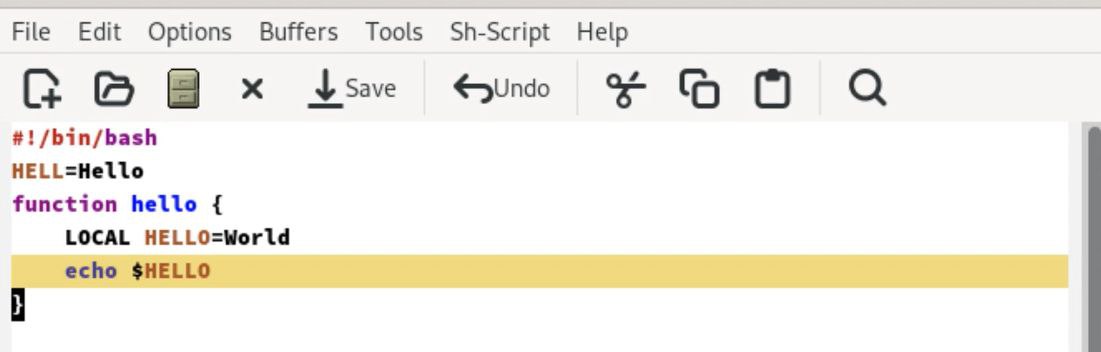 File Edit Options Buffers Tools Sh-Script Help
Save Undo
#!/bin/bash
HELL=Hello
function hello {
    LOCAL HELLO=World
    echo $HELLO
}